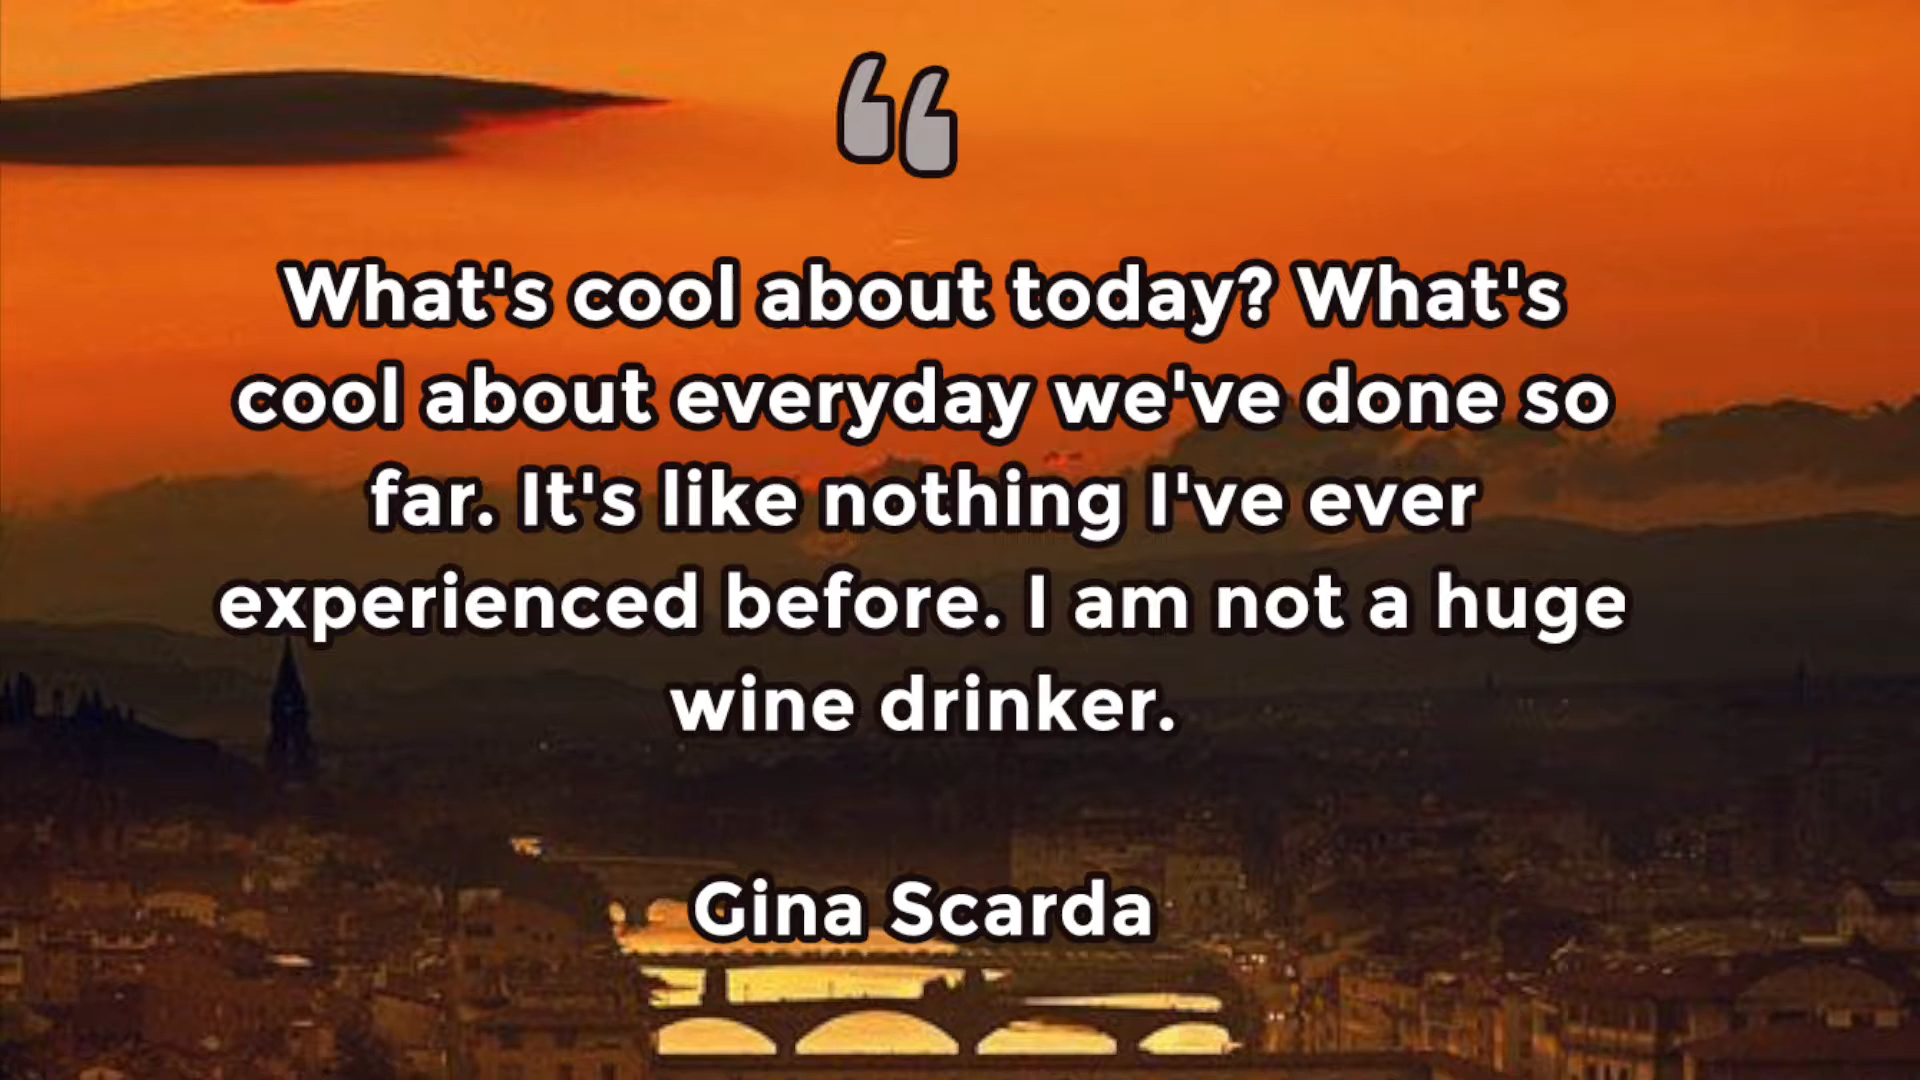 “
What's cool about today? What's
cool about everyday we've done so
far. It's like nothing I've ever
experienced before. I am not a huge
wine drinker.
Gina Scarda